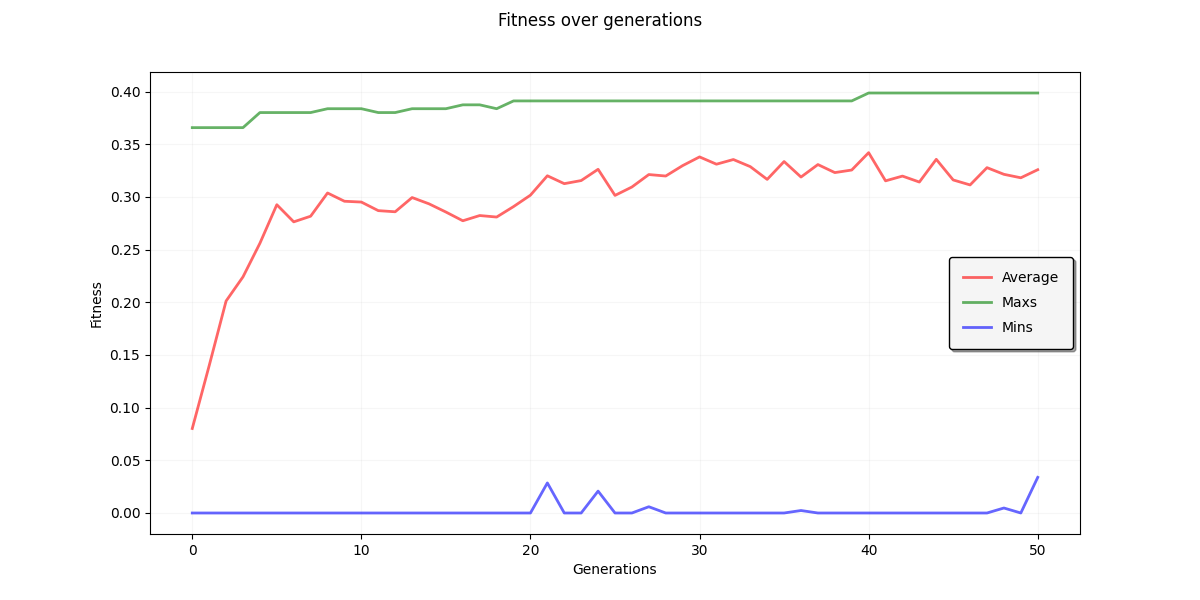 Fitness over generations
Fitness
0.40
0.35
0.30
0.25
0.20
0.15
0.10
0.05
0.00
Average
Maxs
Mins
0 10 20 30 40 50
Generations